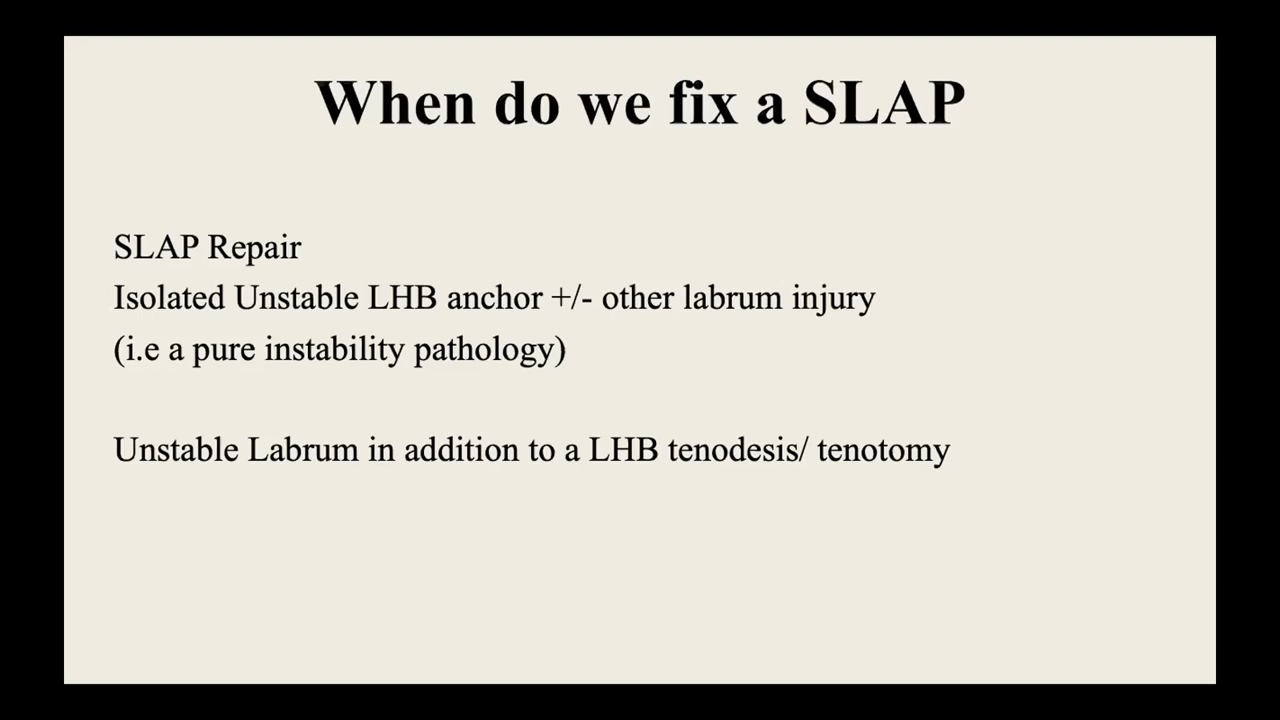 When do we fix a SLAP
SLAP Repair
Isolated Unstable LHB anchor +/- other labrum injury
(i.e a pure instability pathology)
Unstable Labrum in addition to a LHB tenodesis/ tenotomy